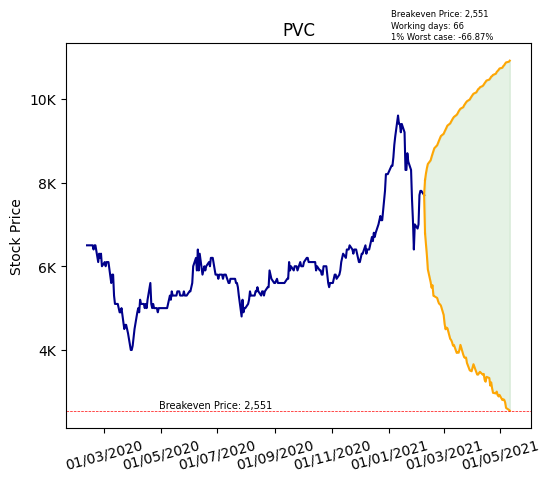 Breakeven Price: 2,551
Working days: 66
1% Worst case: -66.87%
PVC
Stock Price
10K
8K
6K
4K
Breakeven Price: 2,551
01/03/2020
01/05/2020
01/07/2020
01/09/2020
01/11/2020
01/01/2021
01/03/2021
01/05/2021